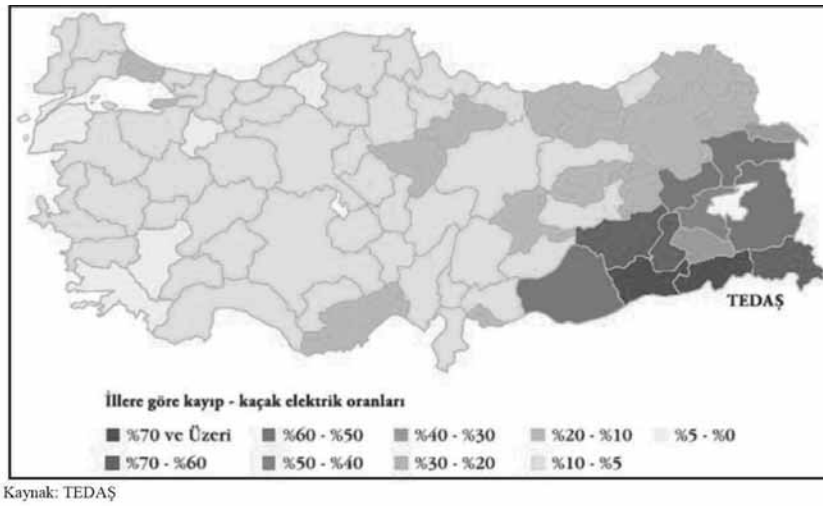 TEDAŞ
İllere göre kayıp - kaçak elektrik oranları
%70 ve Üzeri %60 - %50 %40 - %30 %20 - %10 %5 - %0
%70 - %60 %50 - %40 %30 - %20 %10 - %5
Kaynak: TEDAŞ